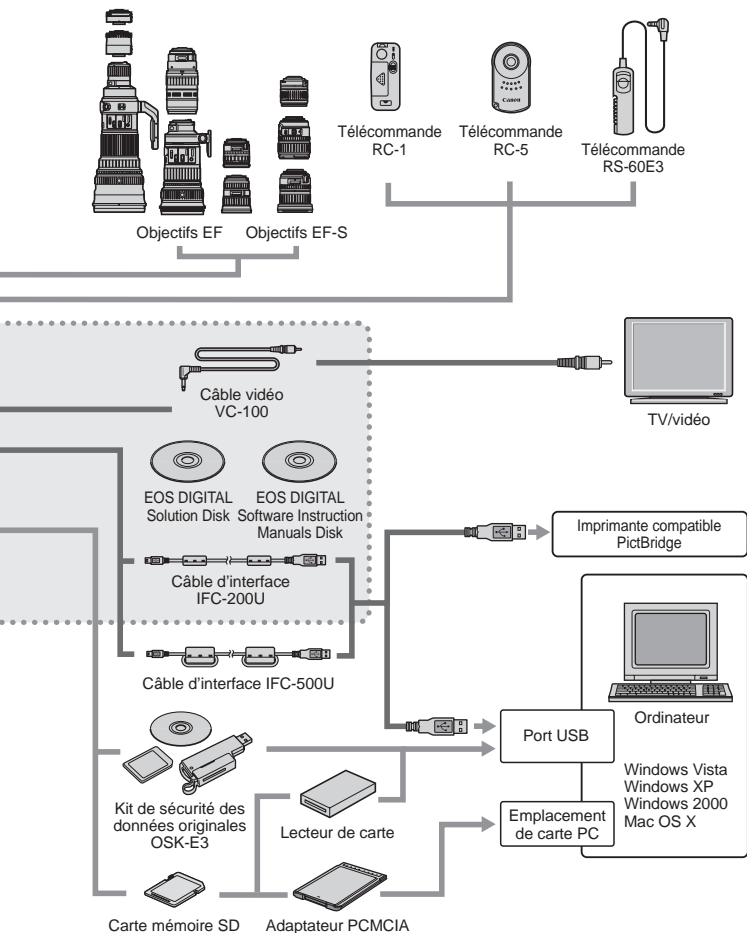 Canon
Télécommande
RC-1
Télécommande
RC-5
Télécommande
RS-60E3
Objectifs EF
Objectifs EF-S
Câble vidéo
VC-100
TV/vidéo
EOS DIGITAL
Solution Disk
EOS DIGITAL
Software Instruction
Manuals Disk
Imprimante compatible
PictBridge
Câble d'interface
IFC-200U
Câble d'interface IFC-500U
Port USB
Ordinateur
Windows Vista
Windows XP
Windows 2000
Mac OS X
Kit de sécurité des
données originales
OSK-E3
Lecteur de carte
Emplacement
de carte PC
Carte mémoire SD
Adaptateur PCMCIA